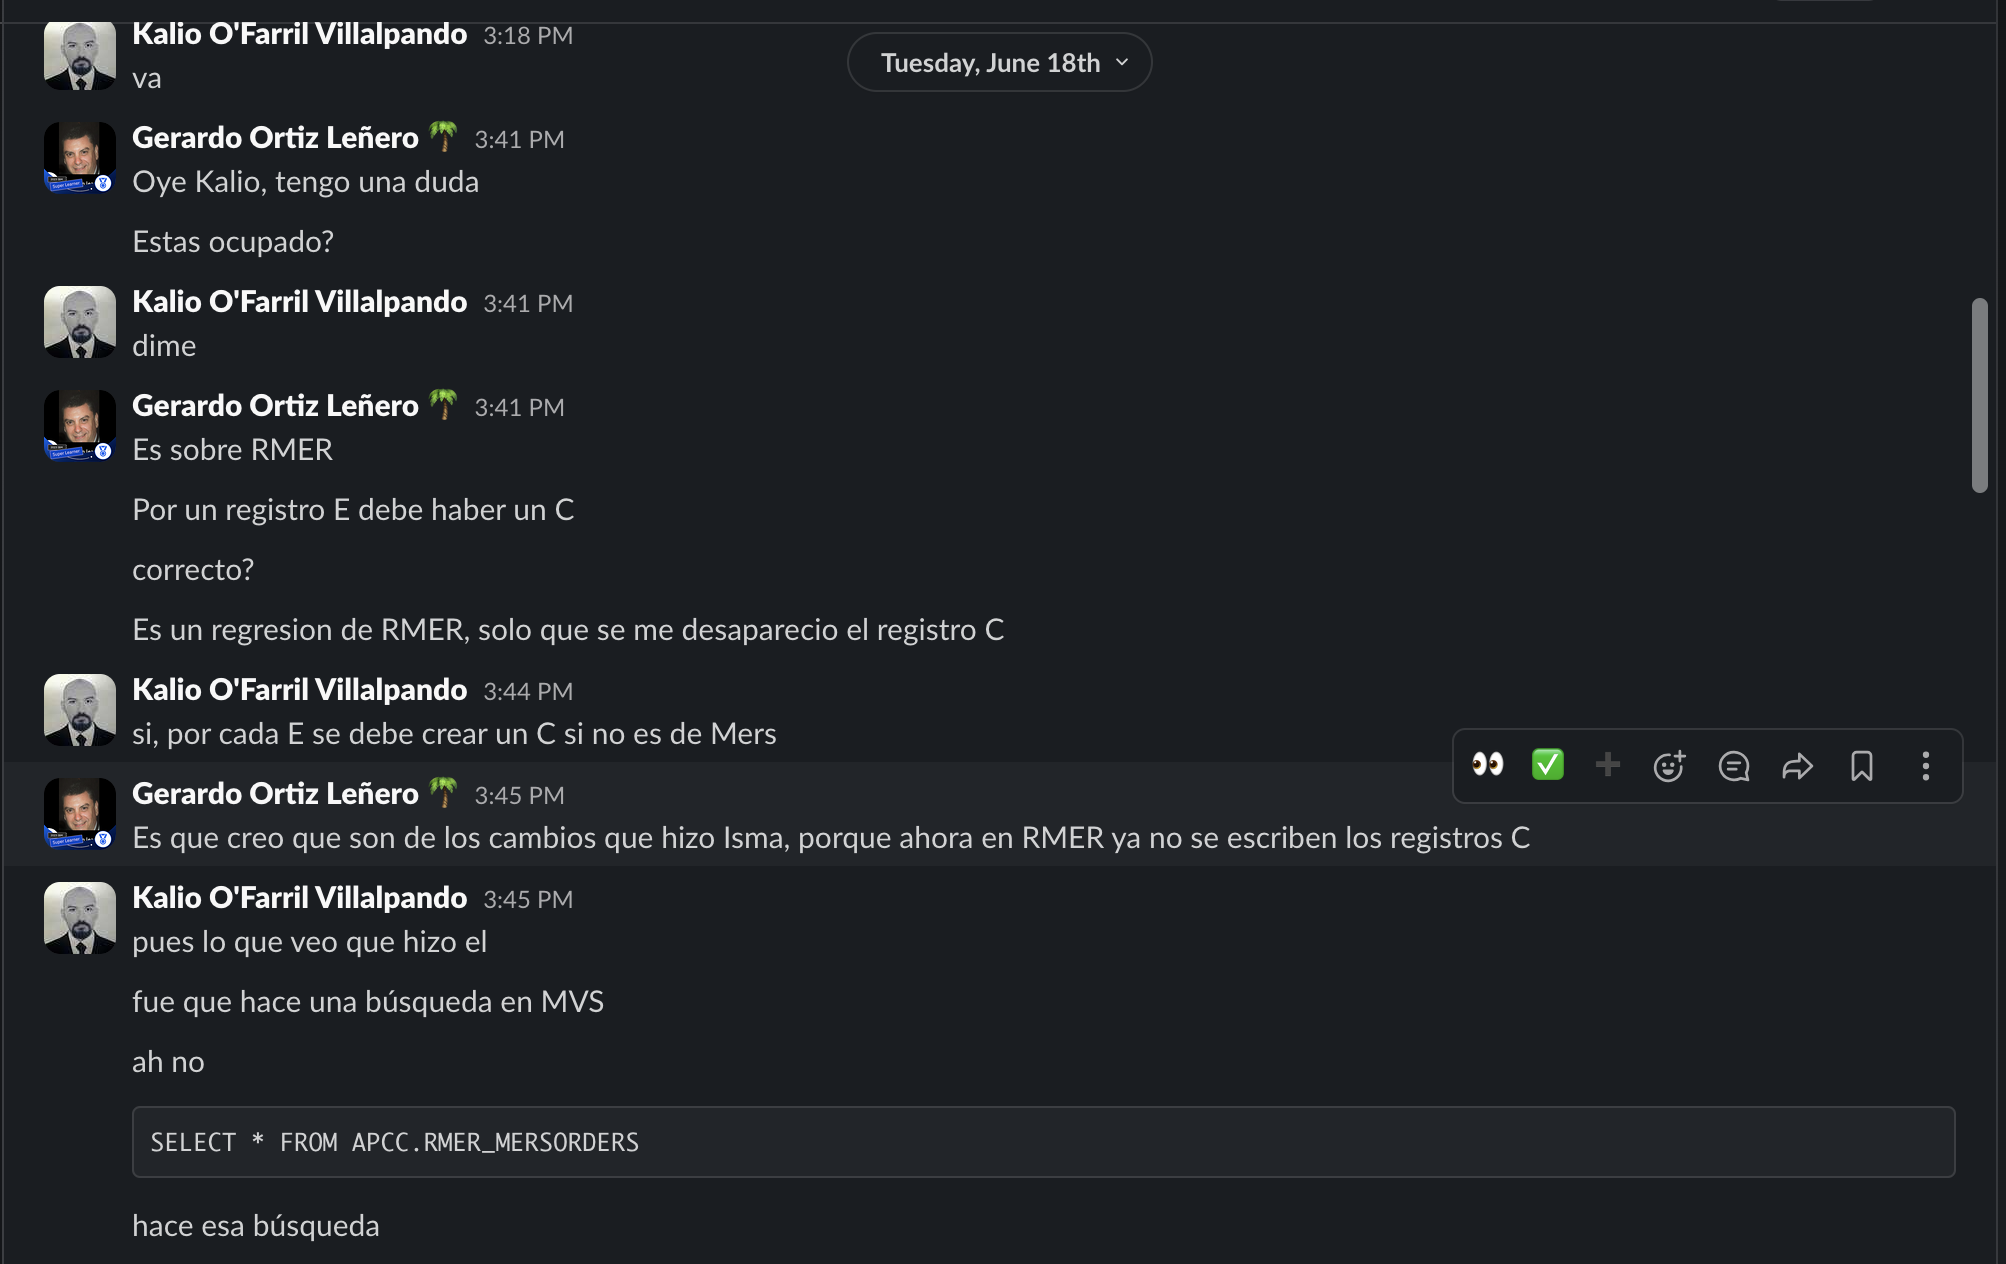 Kalio O'Farril Villalpando 3:18 PM
Tuesday, June 18th
va
Gerardo Ortiz Leñero 🌴 3:41 PM
Oye Kalio, tengo una duda
Estas ocupado?
Kalio O'Farril Villalpando 3:41 PM
dime
Gerardo Ortiz Leñero 🌴 3:41 PM
Es sobre RMER
Por un registro E debe haber un C
correcto?
Es un regresion de RMER, solo que se me desaparecio el registro C
Kalio O'Farril Villalpando 3:44 PM
si, por cada E se debe crear un C si no es de Mers
Gerardo Ortiz Leñero 🌴 3:45 PM
Es que creo que son de los cambios que hizo Isma, porque ahora en RMER ya no se escriben los registros C
Kalio O'Farril Villalpando 3:45 PM
pues lo que veo que hizo el
fue que hace una búsqueda en MVS
ah no
SELECT * FROM APCC.RMER_MERSORDERS
hace esa búsqueda